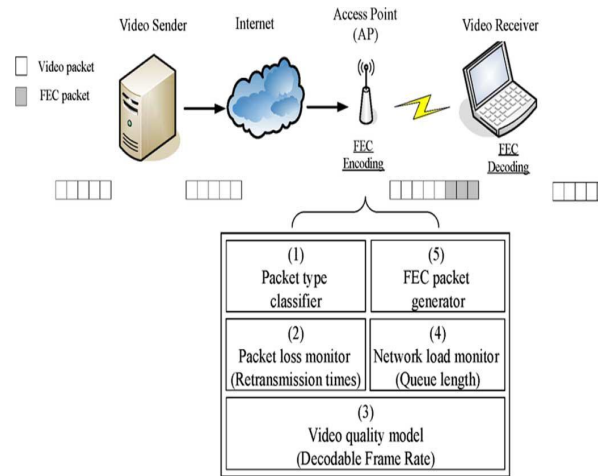 Video Sender
Internet
Access Point
(AP)
Video Receiver
Video packet
FEC packet
FEC
Encoding
FEC
Decoding
(1)
Packet type
classifier
(5)
FEC packet
generator
(2)
Packet loss monitor
(Retransmission times)
(4)
Network load monitor
(Queue length)
(3)
Video quality model
(Decodable Frame Rate)